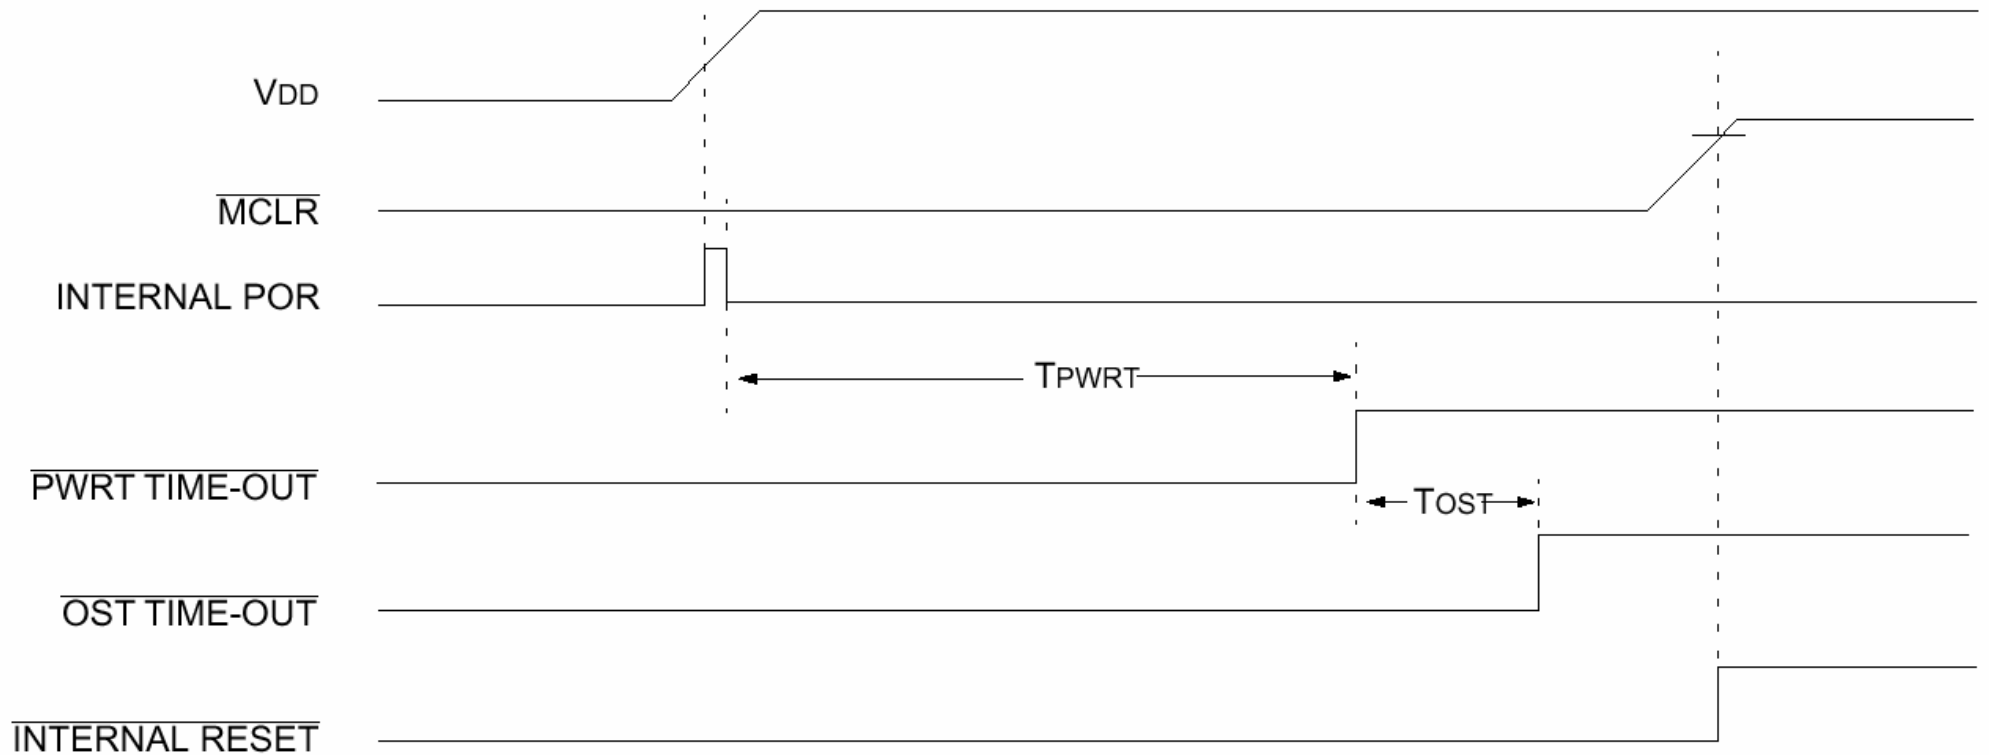 VDD
MCLR
INTERNAL POR
TPWRT
PWRT TIME-OUT
TOST
OST TIME-OUT
INTERNAL RESET